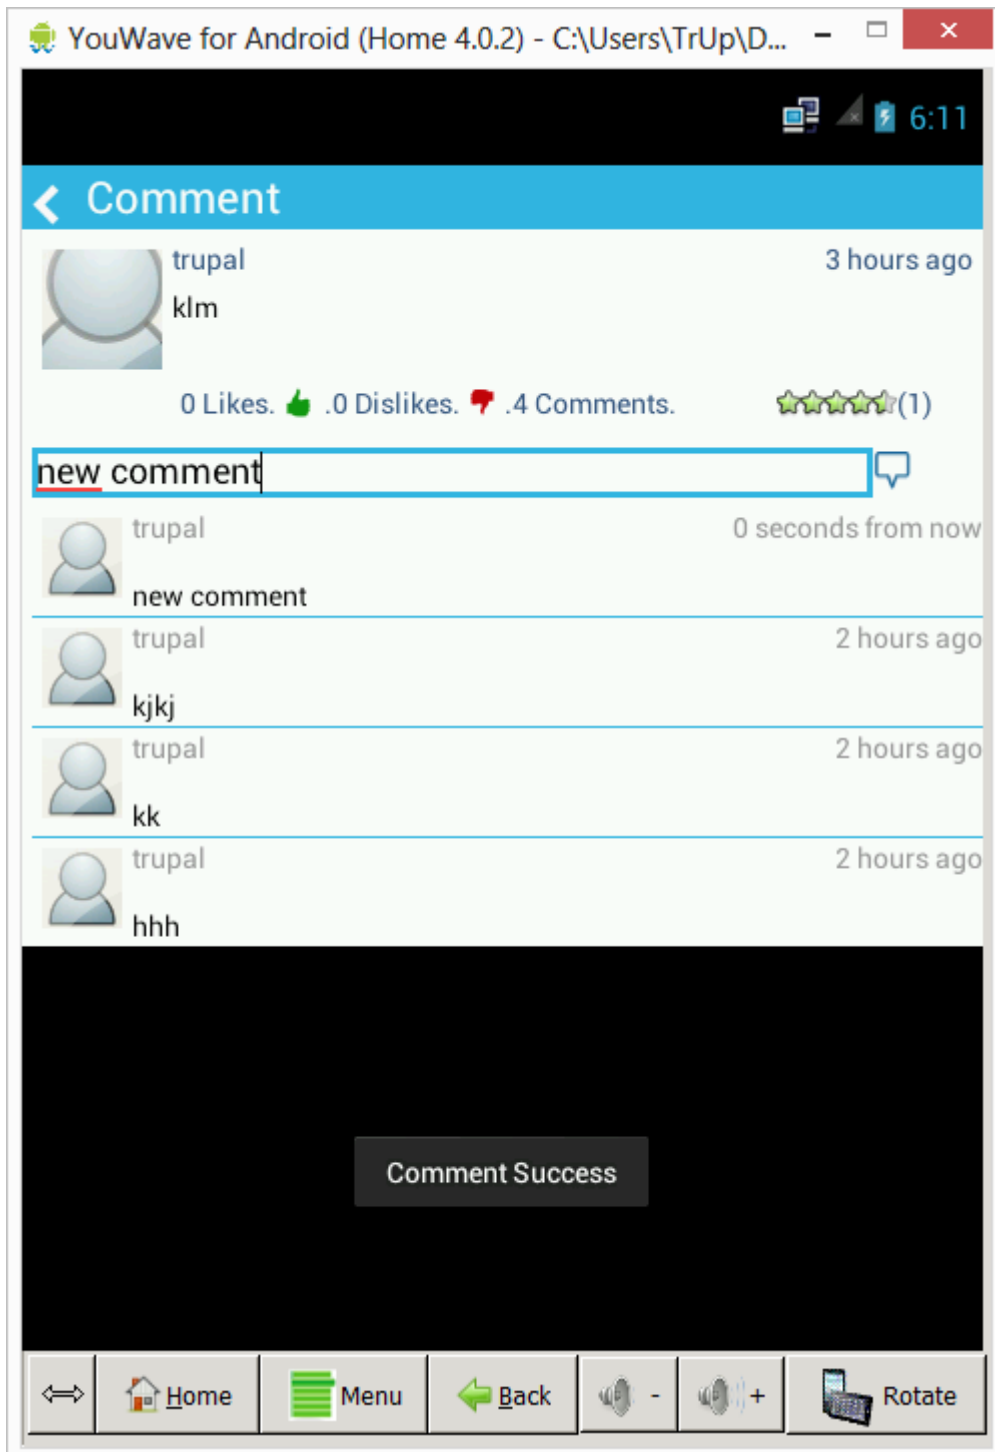 YouWave for Android (Home 4.0.2) - C:\Users\TrUp\D...
6:11
Comment
trupal 3 hours ago
klm
0 Likes. .0 Dislikes. .4 Comments. (1)
new comment
trupal 0 seconds from now
new comment
trupal 2 hours ago
kjkj
trupal 2 hours ago
kk
trupal 2 hours ago
hhh
Comment Success
Home Menu Back - + Rotate